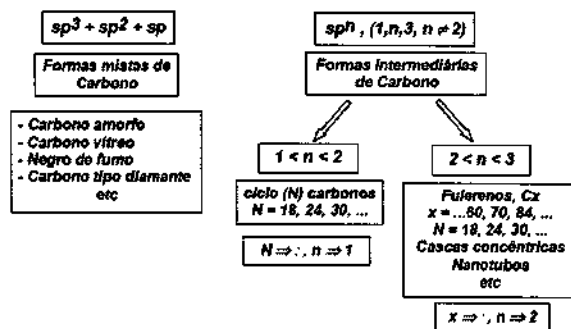 sp³ + sp² + sp
Formas mistas de
Carbono
- Carbono amorfo
- Carbono vítreo
- Negro de fumo
- Carbono tipo diamante
etc
spⁿ, (1,n,3, n ≠ 2)
Formas Intermediárias
de Carbono
1 < n < 2
ciclo (N) carbonos
N = 18, 24, 30, ...
N ⇒ :, n ⇒ 1
2 < n < 3
Fulerenos, Cx
x = ...60, 70, 84, ...
N = 18, 24, 30, ...
Cascas concêntricas
Nanotubos
etc
x ⇒ :, n ⇒ 2